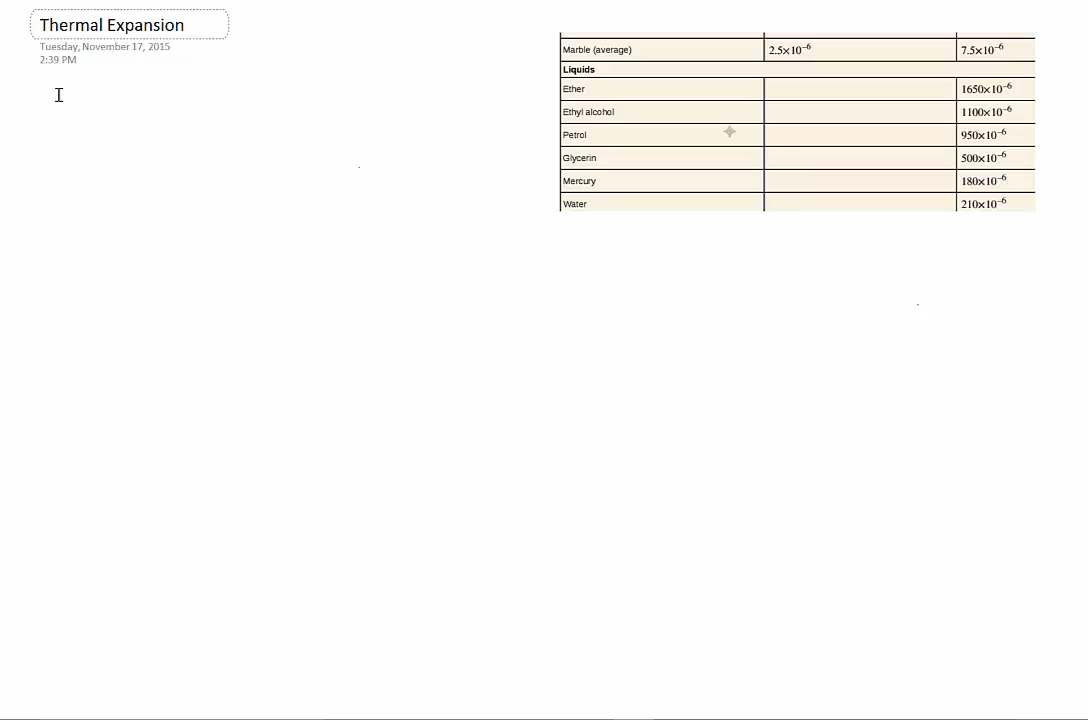 Thermal Expansion
Tuesday, November 17, 2015
2:39 PM
Marble (average) 2.5×10⁻⁶ 7.5×10⁻⁶
Liquids
Ether 1650×10⁻⁶
Ethyl alcohol 1100×10⁻⁶
Petrol 950×10⁻⁶
Glycerin 500×10⁻⁶
Mercury 180×10⁻⁶
Water 210×10⁻⁶